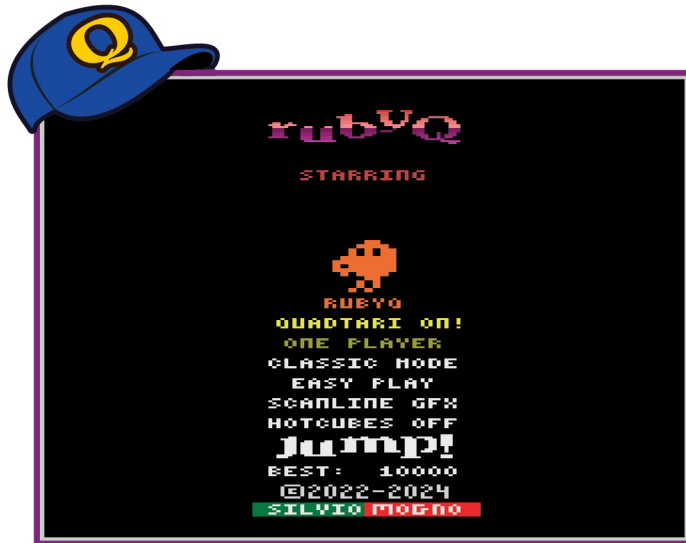 Q
rubyQ
STARRING
RUBYQ
QUADTARI ON!
ONE PLAYER
CLASSIC MODE
EASY PLAY
SCANLINE GFX
HOTCUBES OFF
Jump!
BEST: 10000
©2022-2024
SILVIO MOGNO